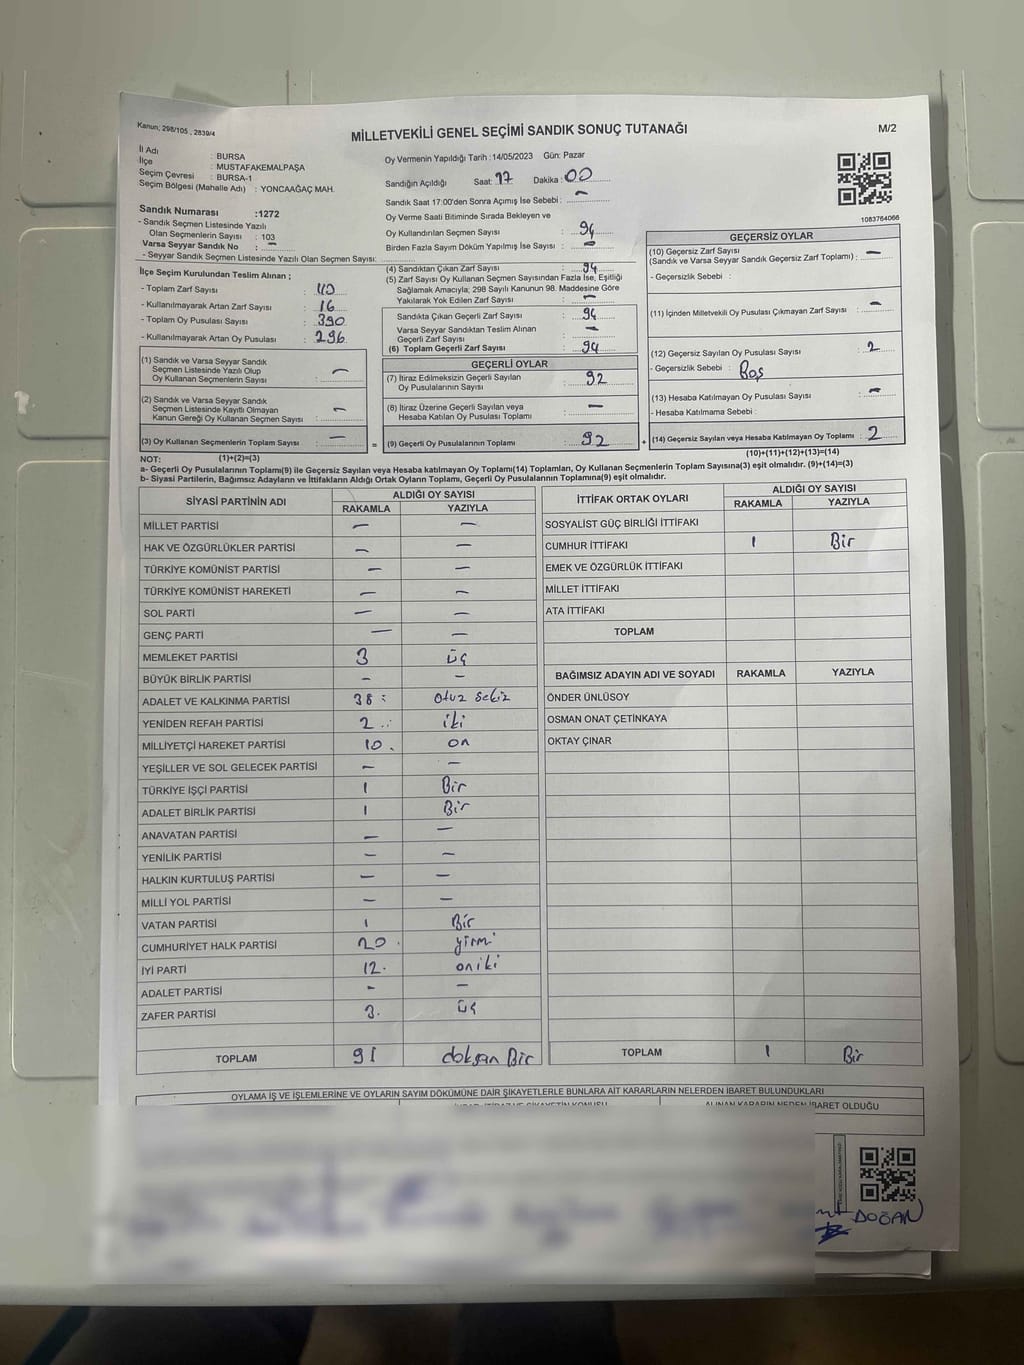 Kanun; 298/105 , 2839/4
MİLLETVEKİLİ GENEL SEÇİMİ SANDIK SONUÇ TUTANAĞI
M/2
İl Adı : BURSA
İlçe : MUSTAFAKEMALPAŞA
Seçim Çevresi : BURSA-1
Seçim Bölgesi (Mahalle Adı) : YONCAAĞAÇ MAH.
Sandık Numarası :1272
- Sandık Seçmen Listesinde Yazılı
Olan Seçmenlerin Sayısı : 103
Varsa Seyyar Sandık No : —
- Seyyar Sandık Seçmen Listesinde Yazılı Olan Seçmen Sayısı:
Oy Vermenin Yapıldığı Tarih :14/05/2023 Gün: Pazar
Sandığın Açıldığı Saat: 17 Dakika : 00
Sandık Saat 17:00'den Sonra Açımış İse Sebebi : —
Oy Verme Saati Bitiminde Sırada Bekleyen ve
Oy Kullandırılan Seçmen Sayısı : 94
Birden Fazla Sayım Döküm Yapılmış İse Sayısı : —
1083764066
İlçe Seçim Kurulundan Teslim Alınan ;
- Toplam Zarf Sayısı : 110
- Kullanılmayarak Artan Zarf Sayısı : 16
- Toplam Oy Pusulası Sayısı : 390
- Kullanılmayarak Artan Oy Pusulası : 296
(1) Sandık ve Varsa Seyyar Sandık
Seçmen Listesinde Yazılı Olup
Oy Kullanan Seçmenlerin Sayısı : —
(2) Sandık ve Varsa Seyyar Sandık
Seçmen Listesinde Kayıtlı Olmayan
Kanun Gereği Oy Kullanan Seçmen Sayısı : —
(3) Oy Kullanan Seçmenlerin Toplam Sayısı : — =
(4) Sandıktan Çıkan Zarf Sayısı : 94
(5) Zarf Sayısı Oy Kullanan Seçmen Sayısından Fazla İse, Eşitliği
Sağlamak Amacıyla; 298 Sayılı Kanunun 98. Maddesine Göre
Yakılarak Yok Edilen Zarf Sayısı : —
Sandıkta Çıkan Geçerli Zarf Sayısı : 94
Varsa Seyyar Sandıktan Teslim Alınan
Geçerli Zarf Sayısı : —
(6) Toplam Geçerli Zarf Sayısı : 94
GEÇERLİ OYLAR
(7) İtiraz Edilmeksizin Geçerli Sayılan
Oy Pusulalarının Sayısı : 92
(8) İtiraz Üzerine Geçerli Sayılan veya
Hesaba Katılan Oy Pusulası Toplamı : —
(9) Geçerli Oy Pusulalarının Toplamı : 92 +
GEÇERSİZ OYLAR
(10) Geçersiz Zarf Sayısı
(Sandık ve Varsa Seyyar Sandık Geçersiz Zarf Toplamı) : —
- Geçersizlik Sebebi :
(11) İçinden Milletvekili Oy Pusulası Çıkmayan Zarf Sayısı : —
(12) Geçersiz Sayılan Oy Pusulası Sayısı : 2
- Geçersizlik Sebebi : Boş
(13) Hesaba Katılmayan Oy Pusulası Sayısı : —
- Hesaba Katılmama Sebebi :
(14) Geçersiz Sayılan veya Hesaba Katılmayan Oy Toplamı : 2
NOT: (1)+(2)=(3)
(10)+(11)+(12)+(13)=(14)
a- Geçerli Oy Pusulalarının Toplamı(9) ile Geçersiz Sayılan veya Hesaba katılmayan Oy Toplamı(14) Toplamları, Oy Kullanan Seçmenlerin Toplam Sayısına(3) eşit olmalıdır. (9)+(14)=(3)
b- Siyasi Partilerin, Bağımsız Adayların ve İttifakların Aldığı Ortak Oyların Toplamı, Geçerli Oy Pusulalarının Toplamına(9) eşit olmalıdır.
SİYASİ PARTİNİN ADI ALDIĞI OY SAYISI
RAKAMLA YAZIYLA
MİLLET PARTİSİ — —
HAK VE ÖZGÜRLÜKLER PARTİSİ — —
TÜRKİYE KOMÜNİST PARTİSİ — —
TÜRKİYE KOMÜNİST HAREKETİ — —
SOL PARTİ — —
GENÇ PARTİ — —
MEMLEKET PARTİSİ 3 üç
BÜYÜK BİRLİK PARTİSİ — —
ADALET VE KALKINMA PARTİSİ 38 : otuz sekiz
YENİDEN REFAH PARTİSİ 2 iki
MİLLİYETÇİ HAREKET PARTİSİ 10 . on
YEŞİLLER VE SOL GELECEK PARTİSİ — —
TÜRKİYE İŞÇİ PARTİSİ 1 Bir
ADALET BİRLİK PARTİSİ 1 Bir
ANAVATAN PARTİSİ — —
YENİLİK PARTİSİ — —
HALKIN KURTULUŞ PARTİSİ — —
MİLLİ YOL PARTİSİ — —
VATAN PARTİSİ 1 Bir
CUMHURİYET HALK PARTİSİ 20 . yirmi
İYİ PARTİ 12. oniki
ADALET PARTİSİ — —
ZAFER PARTİSİ 3. üç
TOPLAM 91 doksan Bir
İTTİFAK ORTAK OYLARI ALDIĞI OY SAYISI
RAKAMLA YAZIYLA
SOSYALİST GÜÇ BİRLİĞİ İTTİFAKI
CUMHUR İTTİFAKI 1 Bir
EMEK VE ÖZGÜRLÜK İTTİFAKI
MİLLET İTTİFAKI
ATA İTTİFAKI
TOPLAM
BAĞIMSIZ ADAYIN ADI VE SOYADI RAKAMLA YAZIYLA
ÖNDER ÜNLÜSOY
OSMAN ONAT ÇETİNKAYA
OKTAY ÇINAR
TOPLAM 1 Bir
OYLAMA İŞ VE İŞLEMLERİNE VE OYLARIN SAYIM DÖKÜMÜNE DAİR ŞİKAYETLERLE BUNLARA AİT KARARLARIN NELERDEN İBARET BULUNDUKLARI
ALINAN KARARIN NEDEN İBARET OLDUĞU
DOĞAN